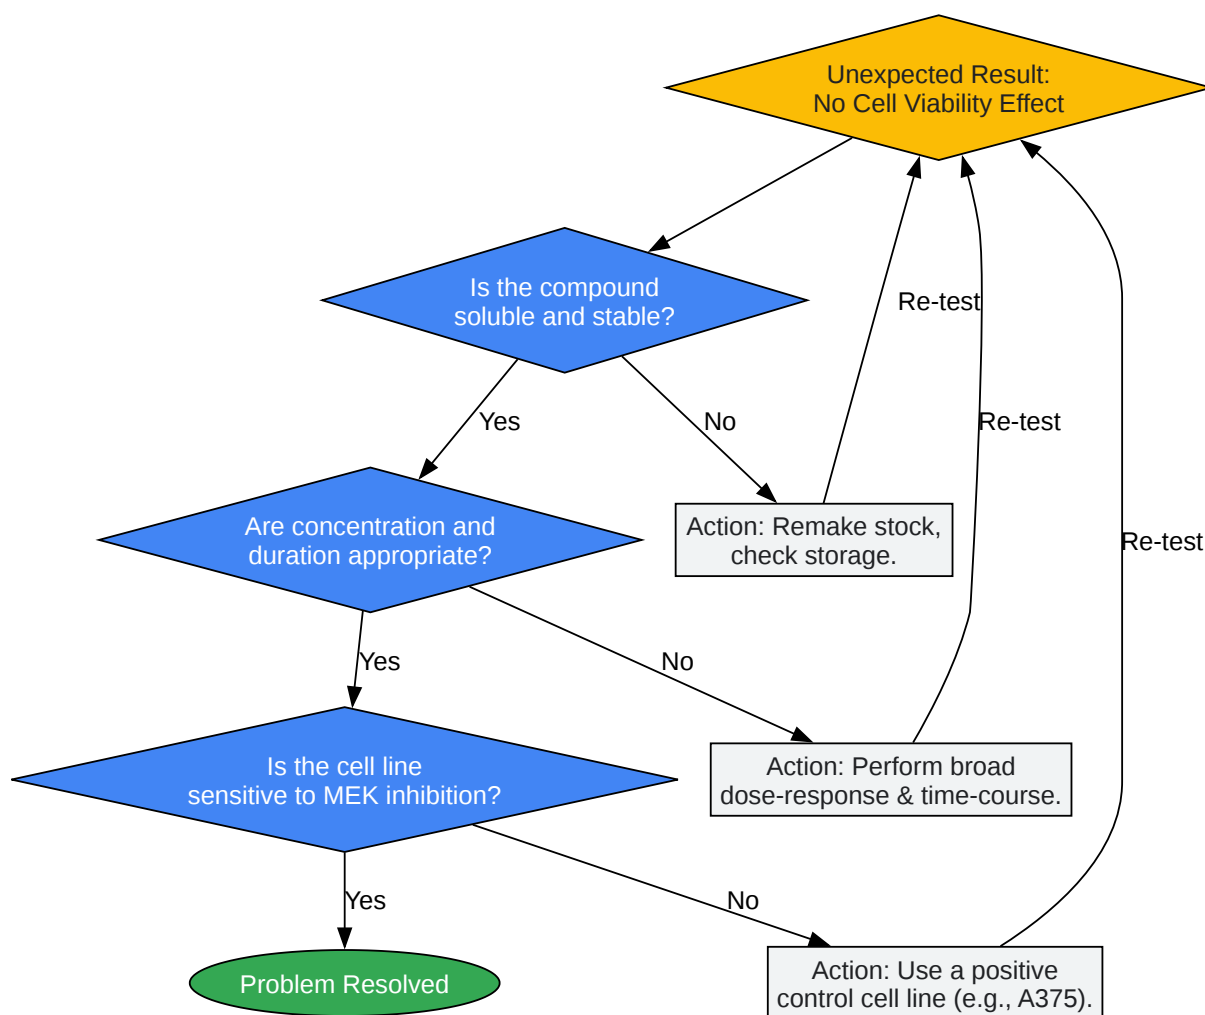 Unexpected Result:
No Cell Viability Effect
Is the compound
soluble and stable?
Re-test
Yes
No
Re-test
Are concentration and
duration appropriate?
Action: Remake stock,
check storage.
Re-test
Yes
No
Is the cell line
sensitive to MEK inhibition?
Action: Perform broad
dose-response & time-course.
Yes
No
Problem Resolved
Action: Use a positive
control cell line (e.g., A375).